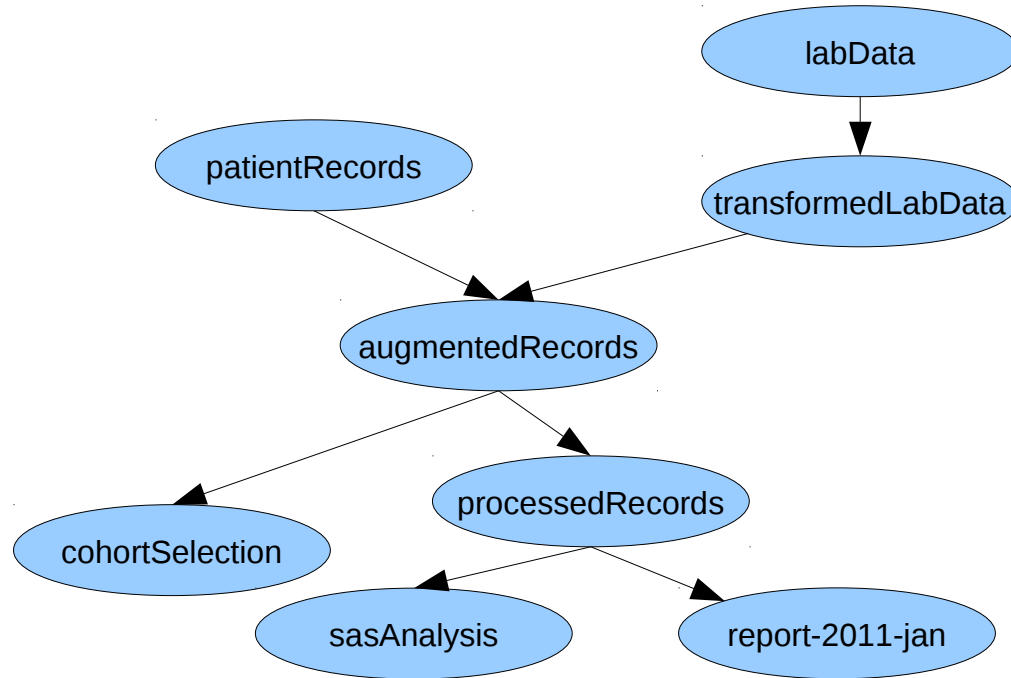 labData
patientRecords
transformedLabData
augmentedRecords
processedRecords
cohortSelection
sasAnalysis
report-2011-jan